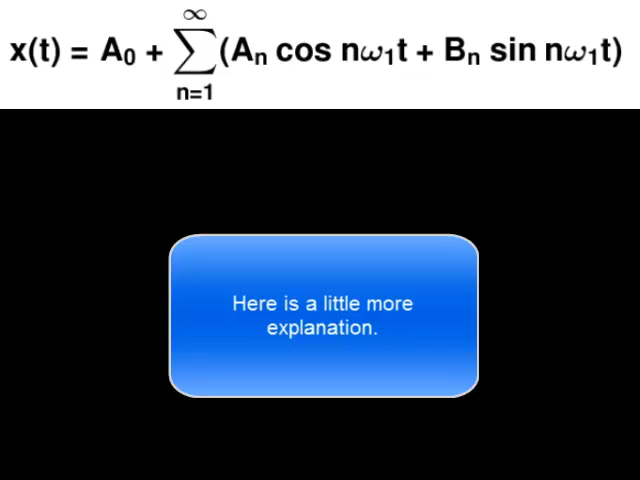 ∞
x(t) = A₀ + ∑(Aₙ cos nω₁t + Bₙ sin nω₁t)
n=1
Here is a little more
explanation.